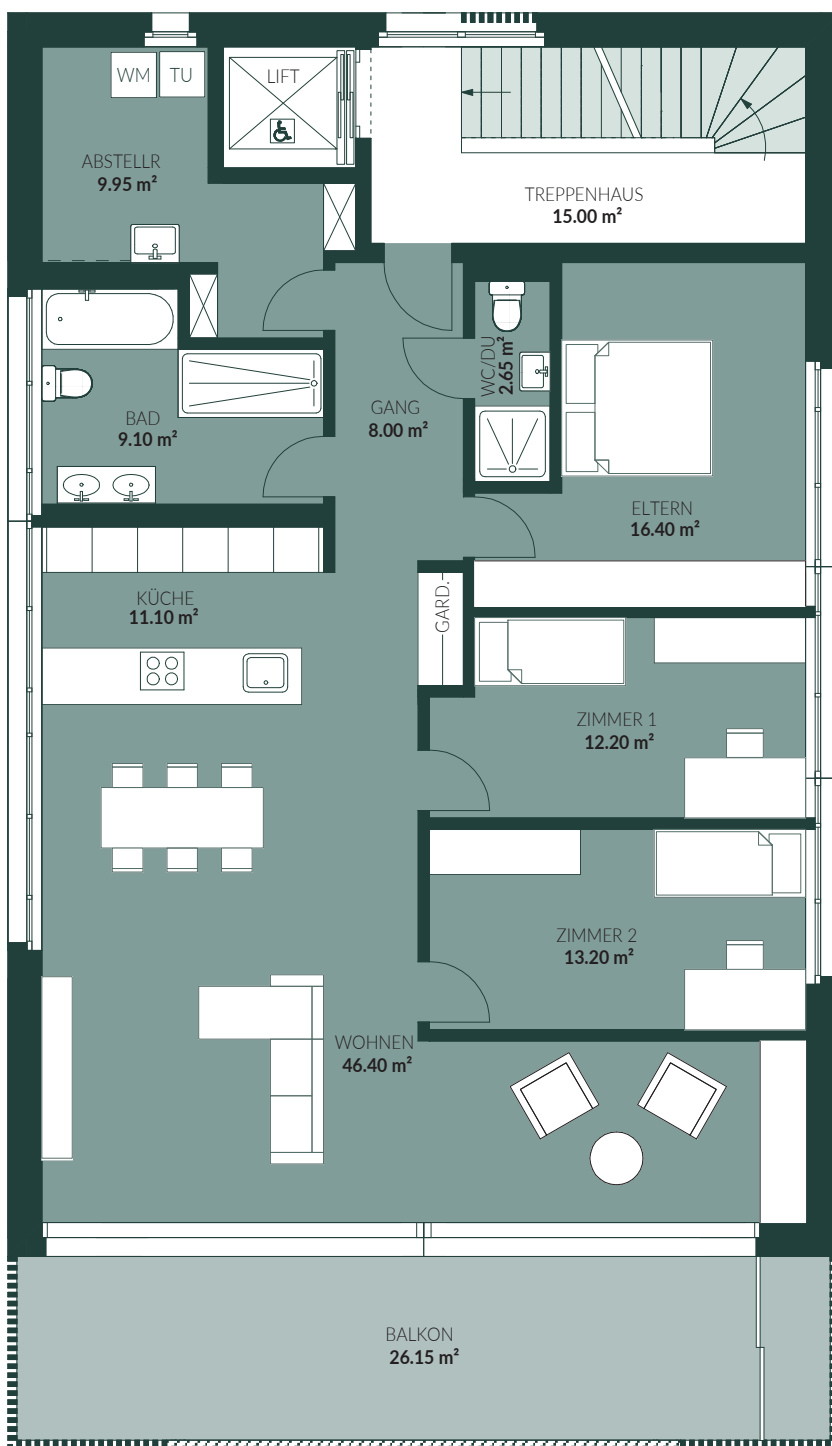 WM
TU
LIFT
ABSTELLR
9.95 m²
TREPPENHAUS
15.00 m²
WC/DU
2.65 m²
BAD
9.10 m²
GANG
8.00 m²
ELTERN
16.40 m²
KÜCHE
11.10 m²
GARD.
ZIMMER 1
12.20 m²
ZIMMER 2
13.20 m²
WOHNEN
46.40 m²
BALKON
26.15 m²